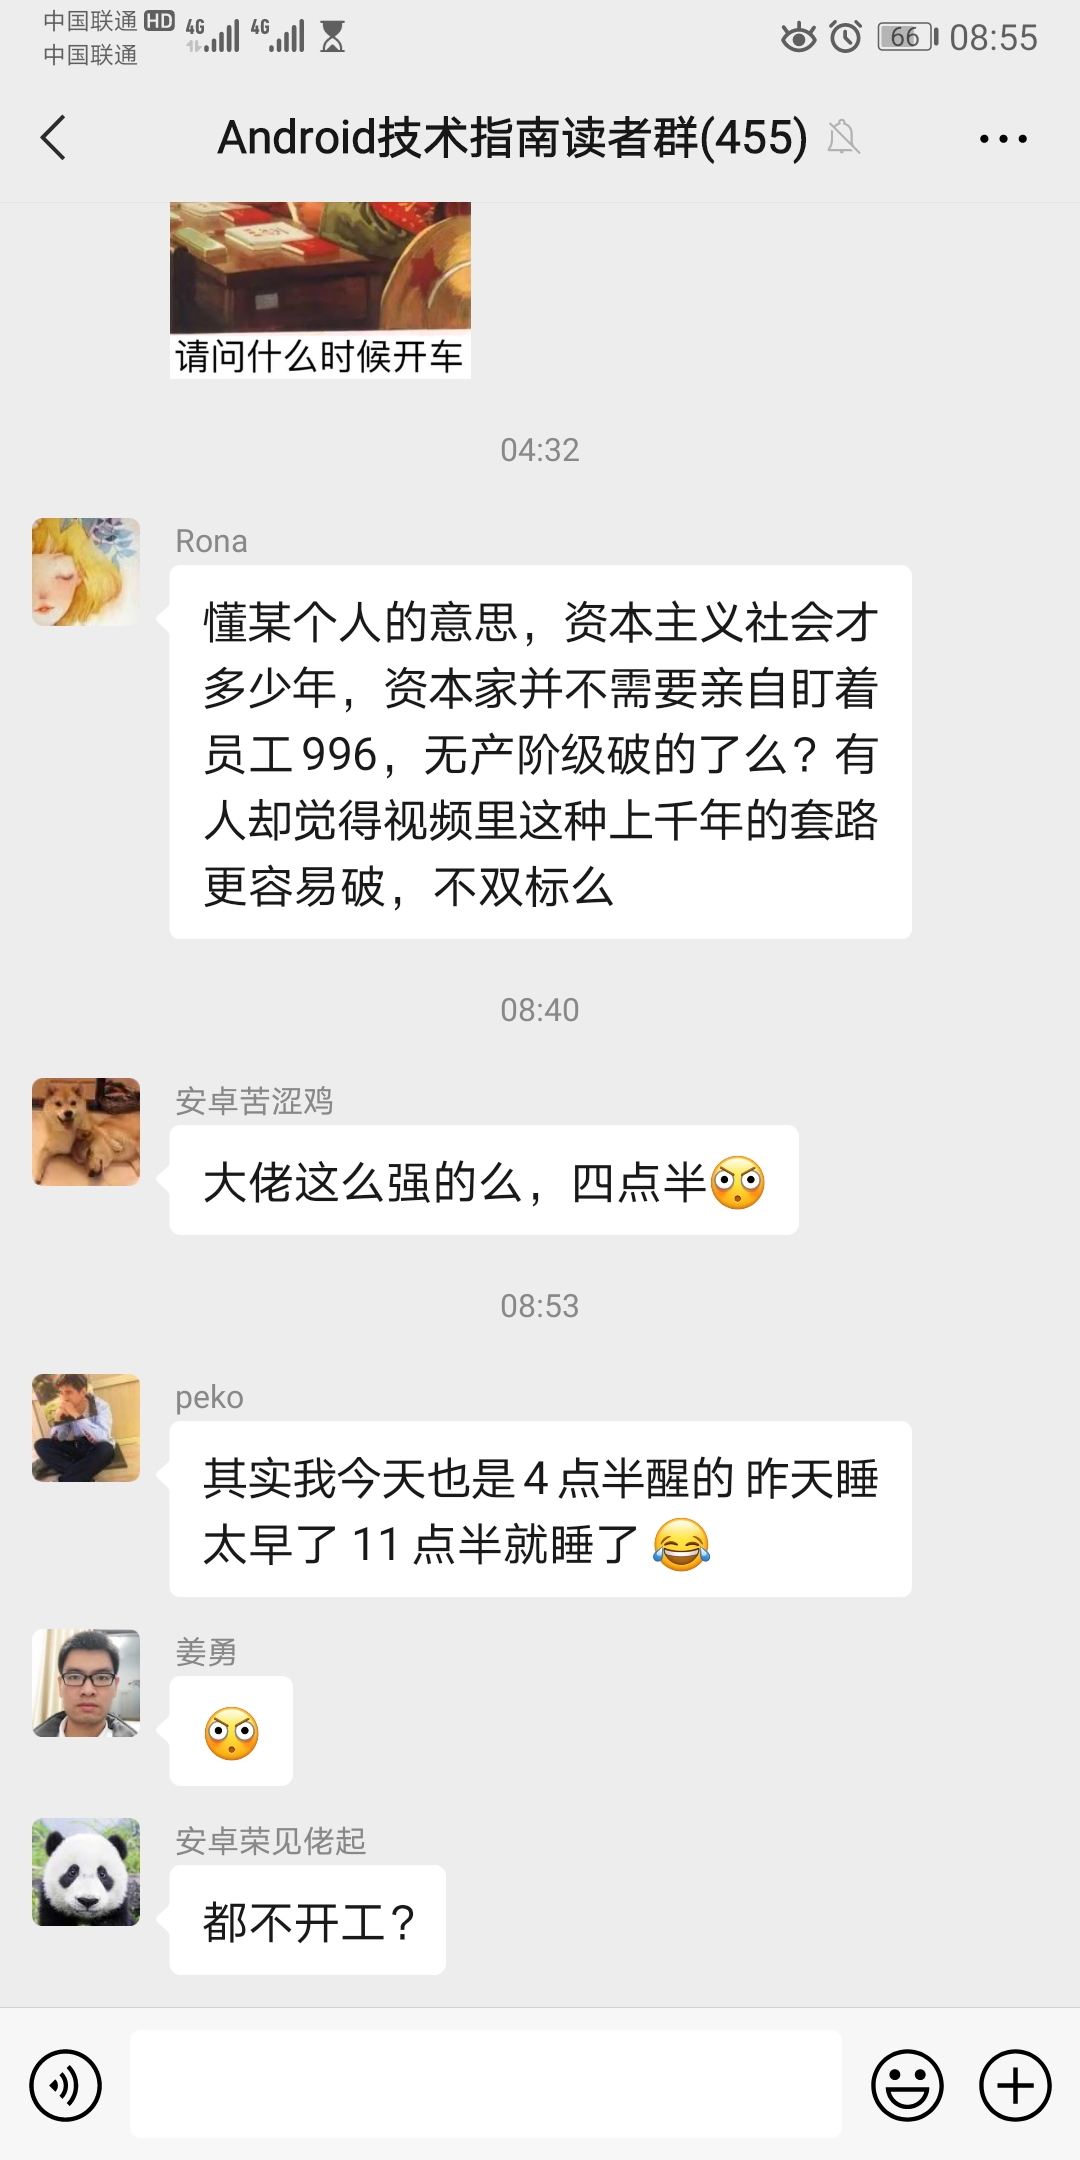 中国联通 HD 4G 4G 66 08:55
中国联通
Android技术指南读者群(455)
请问什么时候开车
04:32
Rona
懂某个人的意思，资本主义社会才
多少年，资本家并不需要亲自盯着
员工996，无产阶级破的了么？有
人却觉得视频里这种上千年的套路
更容易破，不双标么
08:40
安卓苦涩鸡
大佬这么强的么，四点半
08:53
peko
其实我今天也是4点半醒的 昨天睡
太早了 11点半就睡了😂
姜勇
安卓荣见佬起
都不开工？